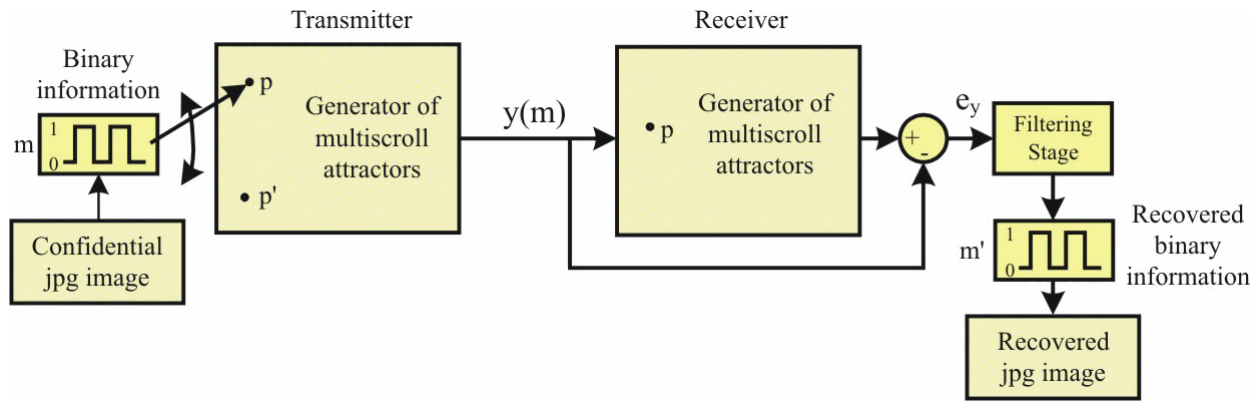 Transmitter
Receiver
Binary
information
m
1
0
p
p'
Generator of
multiscroll
attractors
y(m)
p
Generator of
multiscroll
attractors
+
-
e_y
Filtering
Stage
Confidential
jpg image
m'
1
0
Recovered
binary
information
Recovered
jpg image